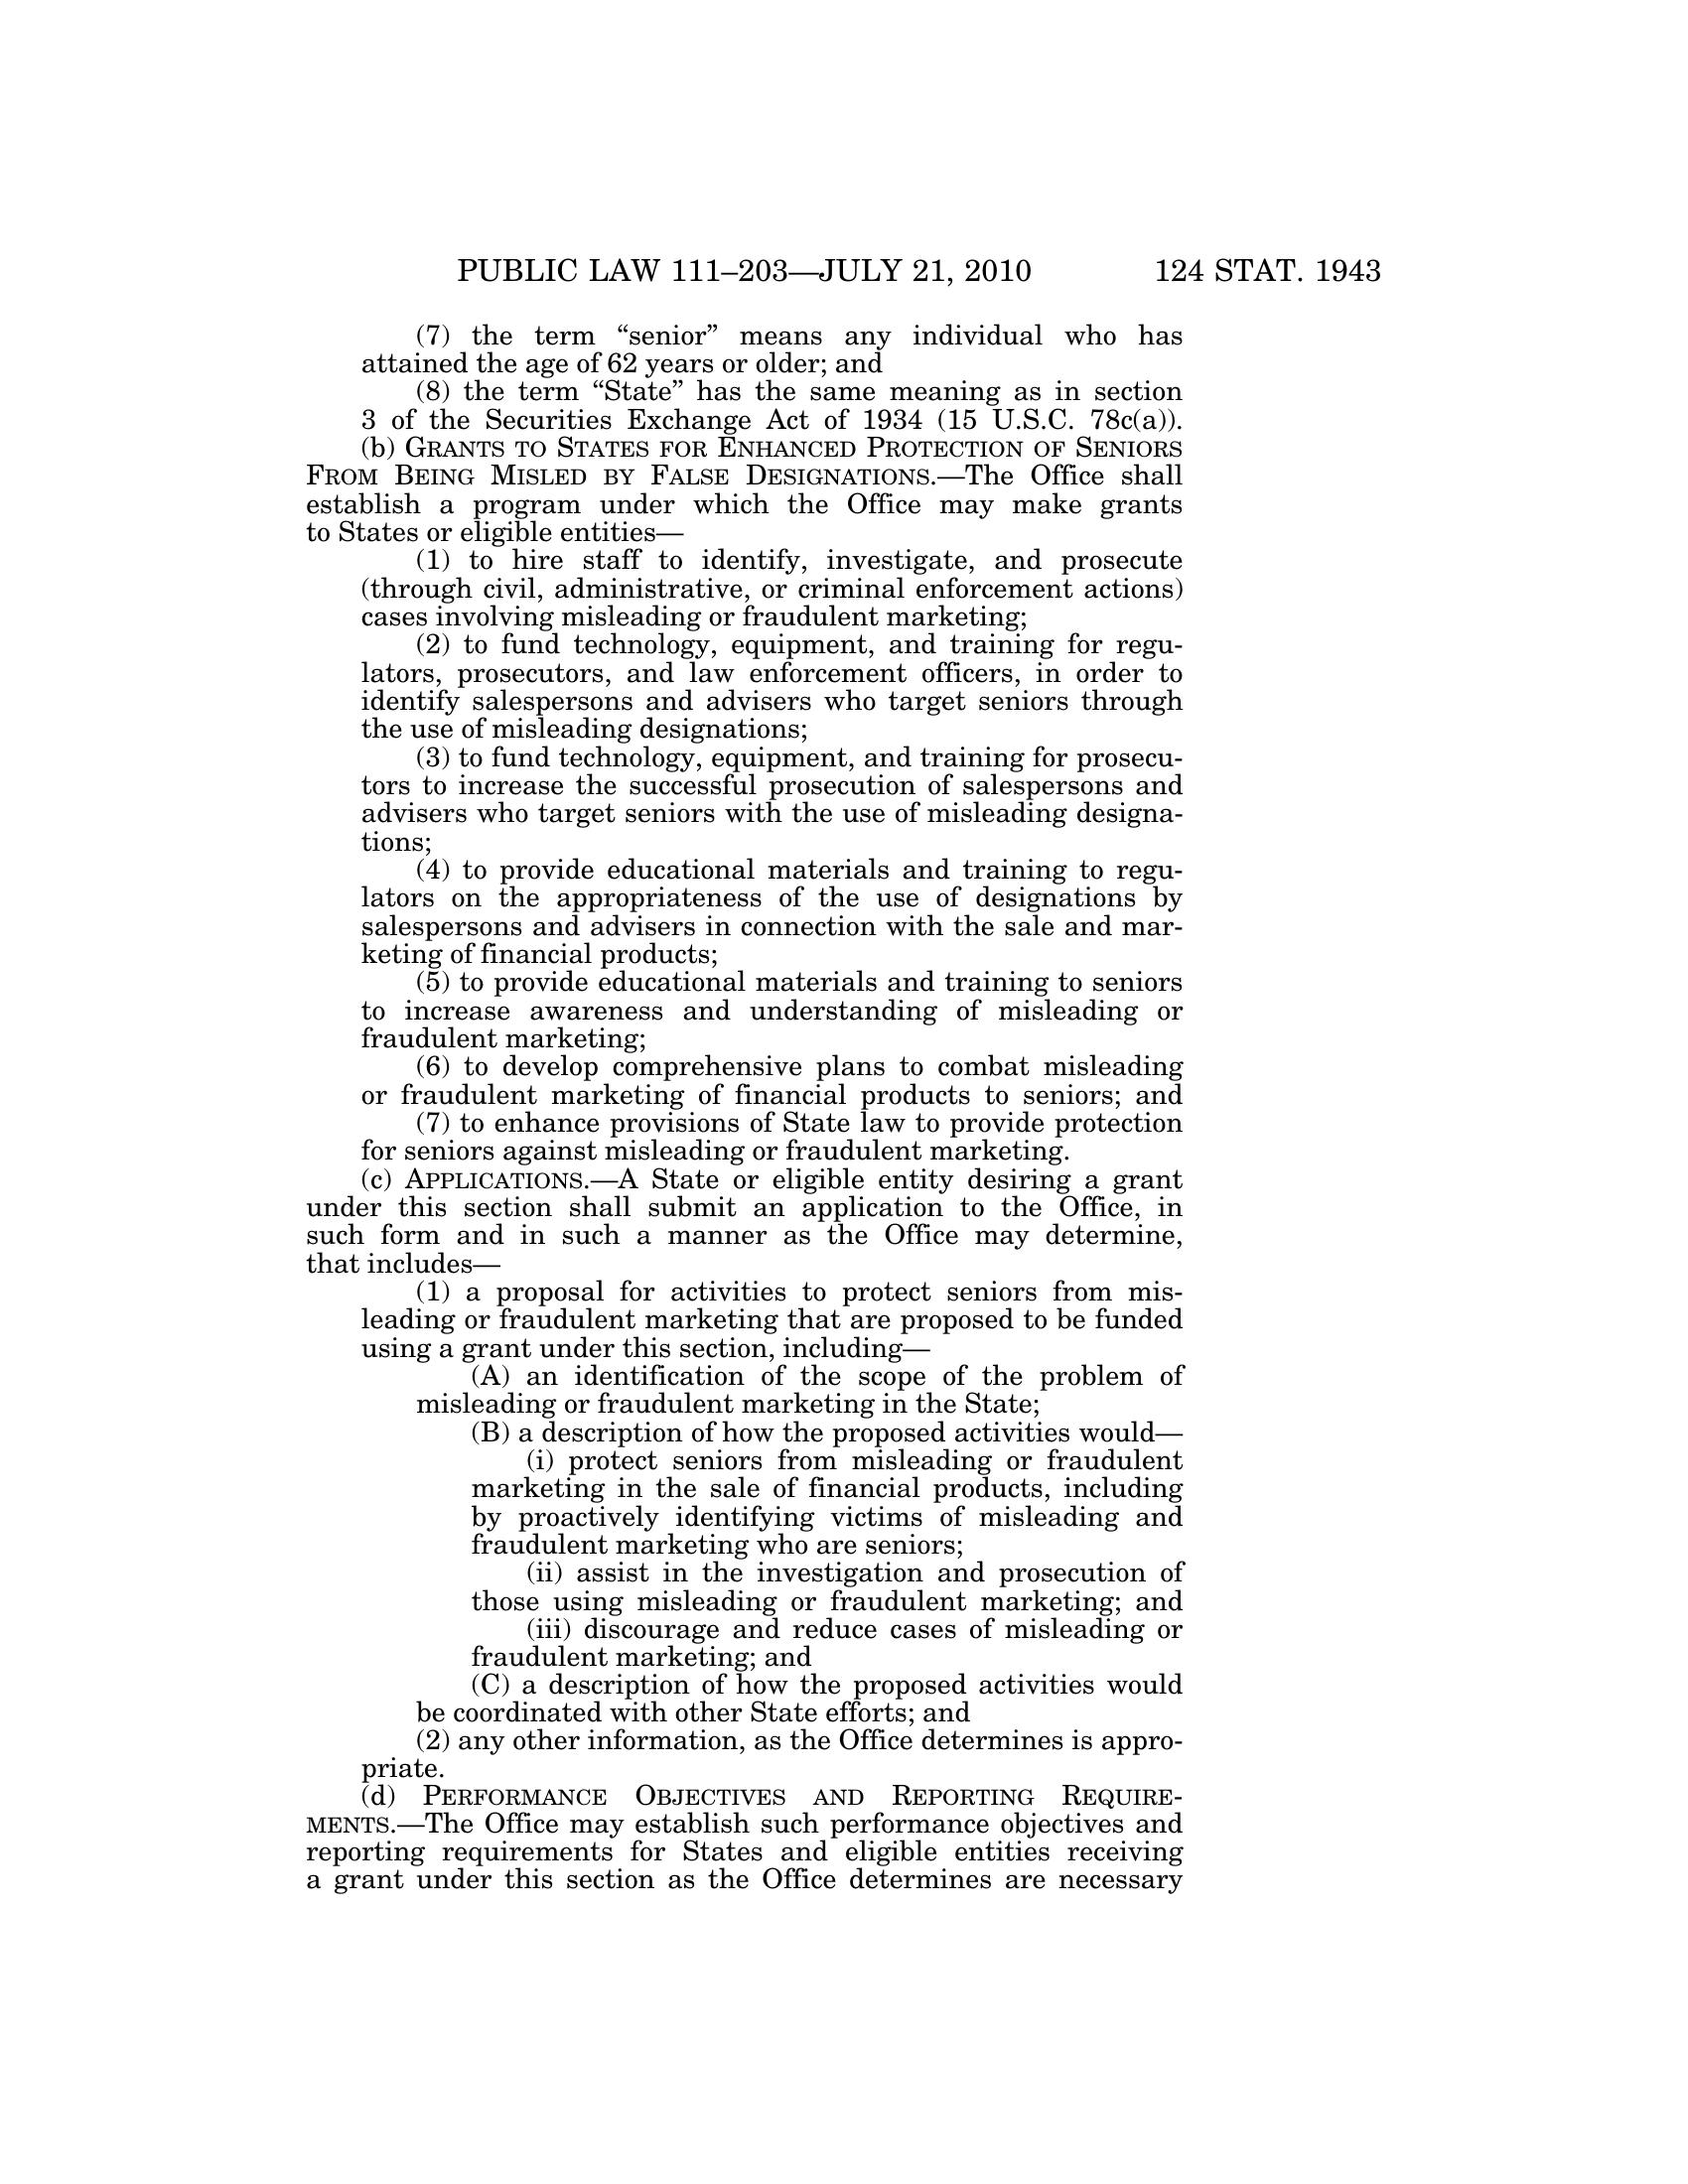 PUBLIC LAW 111–203—JULY 21, 2010 124 STAT. 1943
(7) the term “senior” means any individual who has
attained the age of 62 years or older; and
(8) the term “State” has the same meaning as in section
3 of the Securities Exchange Act of 1934 (15 U.S.C. 78c(a)).
(b) GRANTS TO STATES FOR ENHANCED PROTECTION OF SENIORS
FROM BEING MISLED BY FALSE DESIGNATIONS.—The Office shall
establish a program under which the Office may make grants
to States or eligible entities—
(1) to hire staff to identify, investigate, and prosecute
(through civil, administrative, or criminal enforcement actions)
cases involving misleading or fraudulent marketing;
(2) to fund technology, equipment, and training for regu-
lators, prosecutors, and law enforcement officers, in order to
identify salespersons and advisers who target seniors through
the use of misleading designations;
(3) to fund technology, equipment, and training for prosecu-
tors to increase the successful prosecution of salespersons and
advisers who target seniors with the use of misleading designa-
tions;
(4) to provide educational materials and training to regu-
lators on the appropriateness of the use of designations by
salespersons and advisers in connection with the sale and mar-
keting of financial products;
(5) to provide educational materials and training to seniors
to increase awareness and understanding of misleading or
fraudulent marketing;
(6) to develop comprehensive plans to combat misleading
or fraudulent marketing of financial products to seniors; and
(7) to enhance provisions of State law to provide protection
for seniors against misleading or fraudulent marketing.
(c) APPLICATIONS.—A State or eligible entity desiring a grant
under this section shall submit an application to the Office, in
such form and in such a manner as the Office may determine,
that includes—
(1) a proposal for activities to protect seniors from mis-
leading or fraudulent marketing that are proposed to be funded
using a grant under this section, including—
(A) an identification of the scope of the problem of
misleading or fraudulent marketing in the State;
(B) a description of how the proposed activities would—
(i) protect seniors from misleading or fraudulent
marketing in the sale of financial products, including
by proactively identifying victims of misleading and
fraudulent marketing who are seniors;
(ii) assist in the investigation and prosecution of
those using misleading or fraudulent marketing; and
(iii) discourage and reduce cases of misleading or
fraudulent marketing; and
(C) a description of how the proposed activities would
be coordinated with other State efforts; and
(2) any other information, as the Office determines is appro-
priate.
(d) PERFORMANCE OBJECTIVES AND REPORTING REQUIRE-
MENTS.—The Office may establish such performance objectives and
reporting requirements for States and eligible entities receiving
a grant under this section as the Office determines are necessary